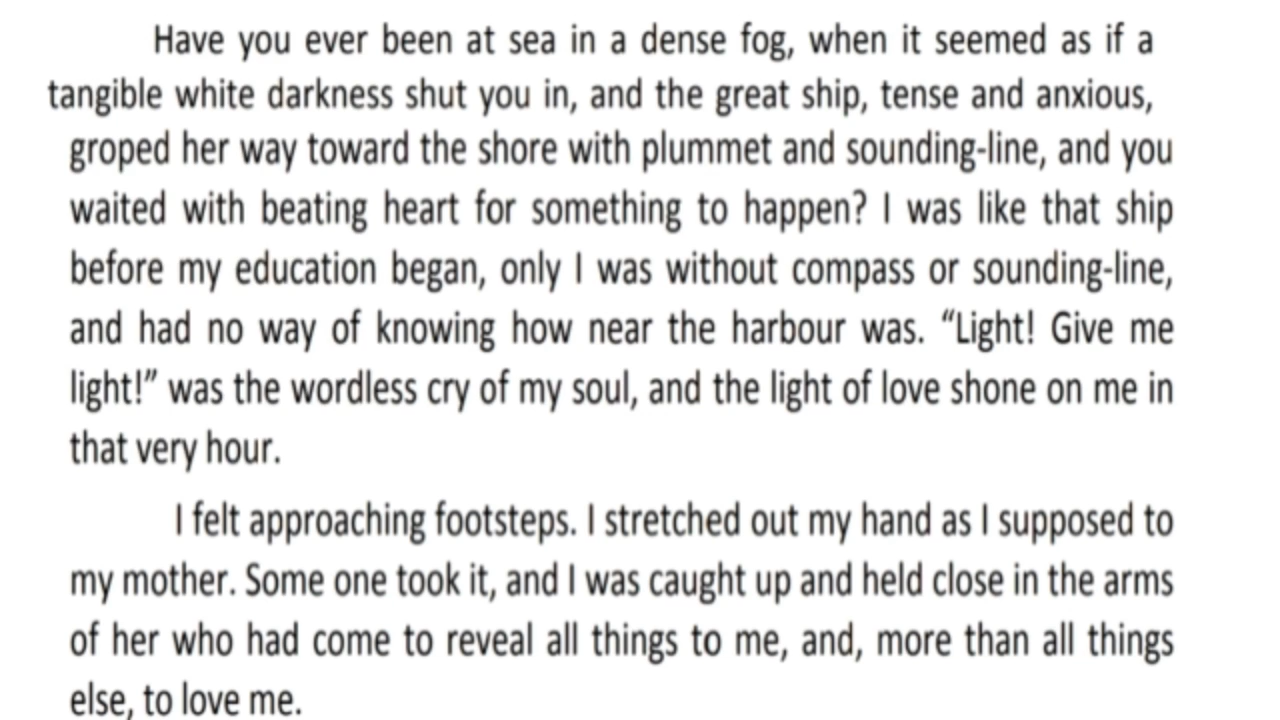 Have you ever been at sea in a dense fog, when it seemed as if a
tangible white darkness shut you in, and the great ship, tense and anxious,
groped her way toward the shore with plummet and sounding-line, and you
waited with beating heart for something to happen? I was like that ship
before my education began, only I was without compass or sounding-line,
and had no way of knowing how near the harbour was. “Light! Give me
light!” was the wordless cry of my soul, and the light of love shone on me in
that very hour.
I felt approaching footsteps. I stretched out my hand as I supposed to
my mother. Some one took it, and I was caught up and held close in the arms
of her who had come to reveal all things to me, and, more than all things
else, to love me.